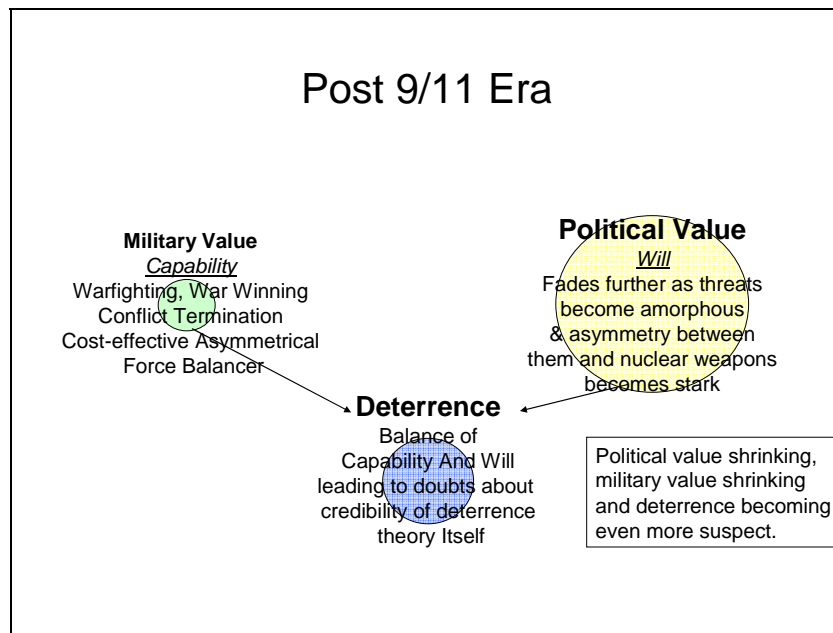 Post 9/11 Era
Military Value
Capability
Warfighting, War Winning
Conflict Termination
Cost-effective Asymmetrical
Force Balancer
Political Value
Will
Fades further as threats
become amorphous
& asymmetry between
them and nuclear weapons
becomes stark
Deterrence
Balance of
Capability And Will
leading to doubts about
credibility of deterrence
theory Itself
Political value shrinking,
military value shrinking
and deterrence becoming
even more suspect.